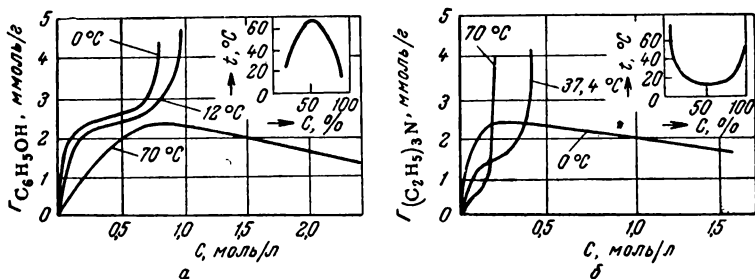 Г C₆H₅OH, ммоль/г
5
4
3
2
1
0
0°C
12°C
70°C
t, °C
60
40
20
0
50
100
C, %
0,5
1,0
1,5
2,0
C, моль/л
а
Г (C₂H₅)₃N, ммоль/г
5
4
3
2
1
0
70°C
37,4°C
0°C
t, °C
60
40
20
0
50
100
C, %
0,5
1,0
1,5
C, моль/л
б